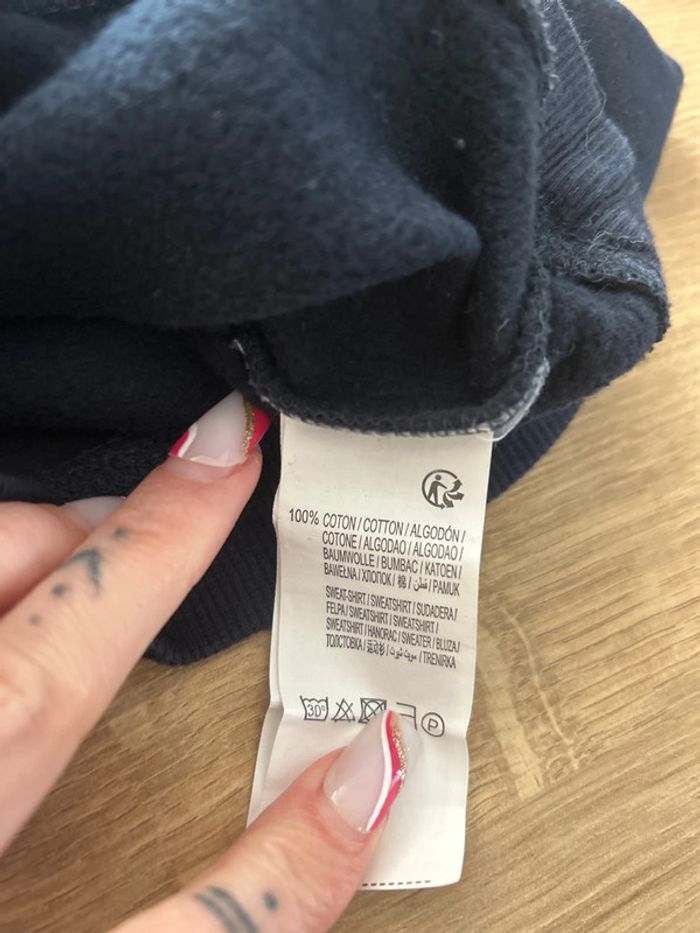 100% COTON / COTTON / ALGODÓN /
COTONE / ALGODAO / ALGODAO /
BAUMWOLLE / BUMBAC / KATOEN /
BAWEŁNA / ХЛОПОК / 棉 / قطن / PAMUK
SWEAT-SHIRT / SWEATSHIRT / SUDADERA /
FELPA / SWEATSHIRT / SWEATSHIRT /
SWEATSHIRT / HANORAC / SWEATER / BLUZA /
ТОЛСТОВКА / 运动衫 / سويت شيرت / TRENIRKA
30° P